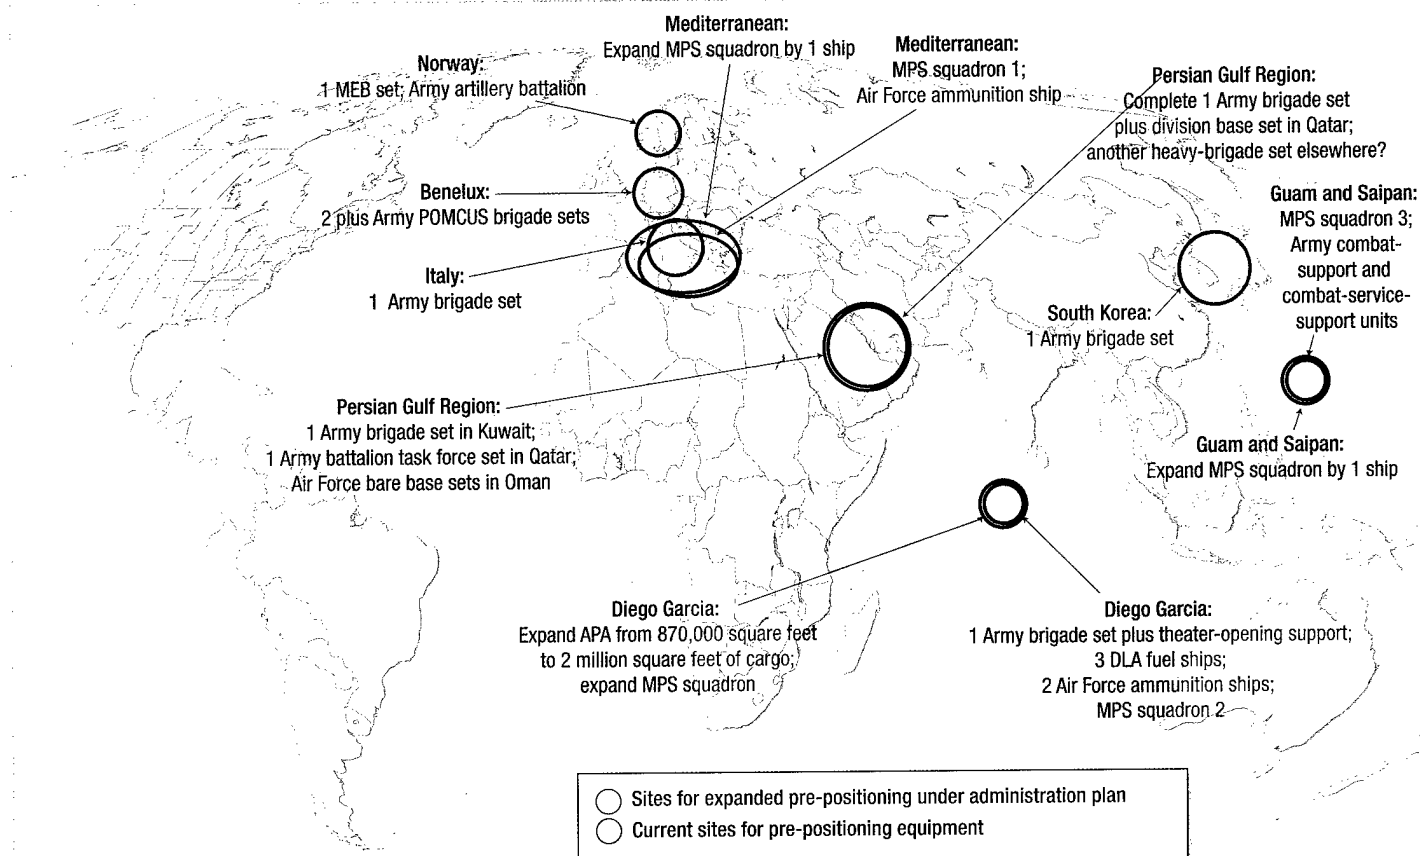 Mediterranean:
Expand MPS squadron by 1 ship
Mediterranean:
MPS squadron 1;
Air Force ammunition ship
Norway:
1 MEB set; Army artillery battalion
Persian Gulf Region:
Complete 1 Army brigade set
plus division base set in Qatar;
another heavy-brigade set elsewhere?
Benelux:
2 plus Army POMCUS brigade sets
Guam and Saipan:
MPS squadron 3;
Army combat-
support and
combat-service-
support units
Italy:
1 Army brigade set
South Korea:
1 Army brigade set
Persian Gulf Region:
1 Army brigade set in Kuwait;
1 Army battalion task force set in Qatar;
Air Force bare base sets in Oman
Guam and Saipan:
Expand MPS squadron by 1 ship
Diego Garcia:
Expand APA from 870,000 square feet
to 2 million square feet of cargo;
expand MPS squadron
Diego Garcia:
1 Army brigade set plus theater-opening support;
3 DLA fuel ships;
2 Air Force ammunition ships;
MPS squadron 2
Sites for expanded pre-positioning under administration plan
Current sites for pre-positioning equipment